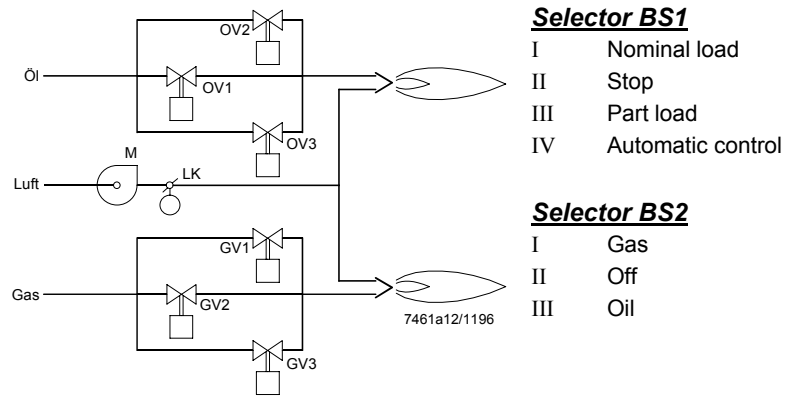 OV2
Öl
OV1
OV3
M
Luft
LK
GV1
Gas
GV2
GV3
7461a12/1196
Selector BS1
I Nominal load
II Stop
III Part load
IV Automatic control
Selector BS2
I Gas
II Off
III Oil